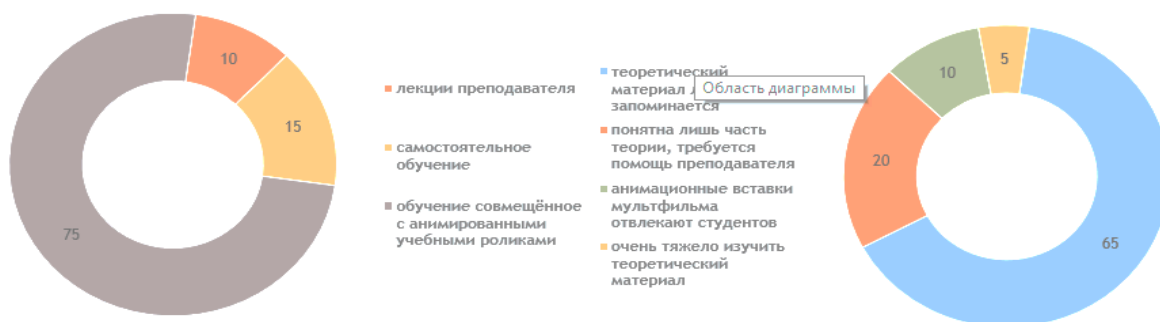 10
15
75
лекции преподавателя
самостоятельное
обучение
обучение совмещённое
с анимированными
учебными роликами
теоретический
материал
запоминается
Область диаграммы
понятна лишь часть
теории, требуется
помощь преподавателя
анимационные вставки
мультфильма
отвлекают студентов
очень тяжело изучить
теоретический
материал
5
10
20
65